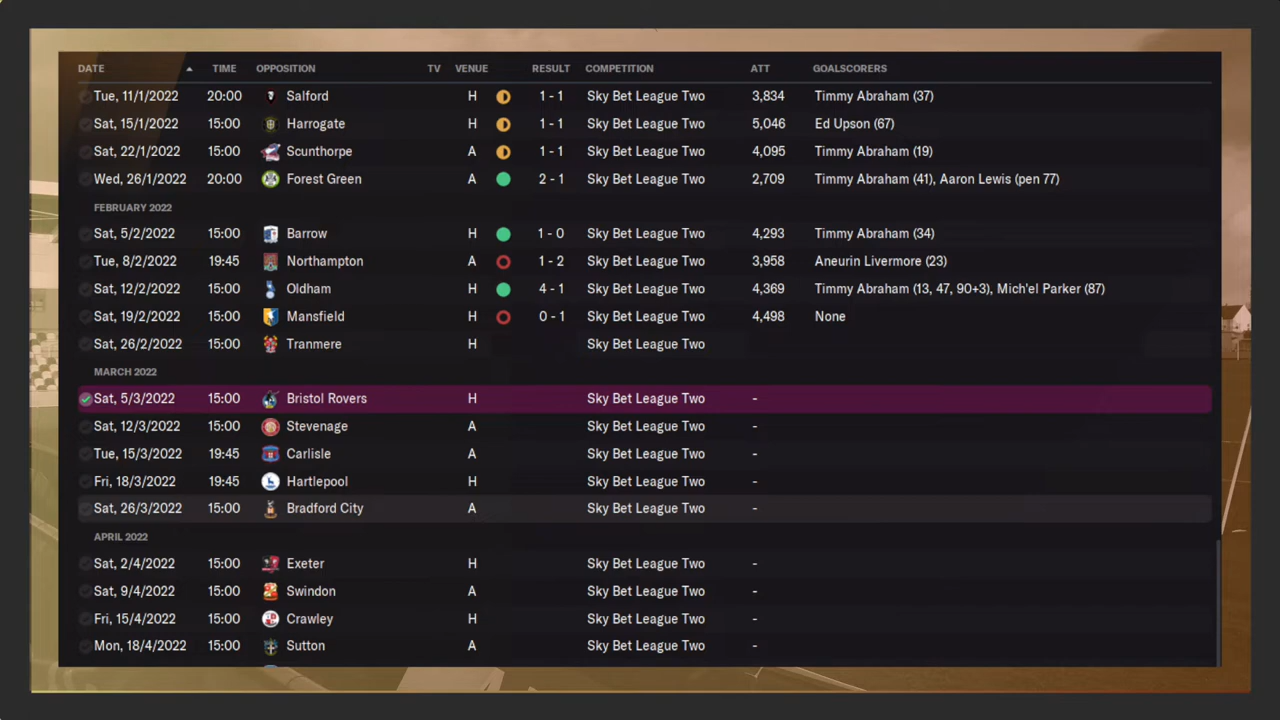 DATE TIME OPPOSITION TV VENUE RESULT COMPETITION ATT GOALSCORERS
Tue, 11/1/2022 20:00 Salford H 1 - 1 Sky Bet League Two 3,834 Timmy Abraham (37)
Sat, 15/1/2022 15:00 Harrogate H 1 - 1 Sky Bet League Two 5,046 Ed Upson (67)
Sat, 22/1/2022 15:00 Scunthorpe A 1 - 1 Sky Bet League Two 4,095 Timmy Abraham (19)
Wed, 26/1/2022 20:00 Forest Green A 2 - 1 Sky Bet League Two 2,709 Timmy Abraham (41), Aaron Lewis (pen 77)
FEBRUARY 2022
Sat, 5/2/2022 15:00 Barrow H 1 - 0 Sky Bet League Two 4,293 Timmy Abraham (34)
Tue, 8/2/2022 19:45 Northampton A 1 - 2 Sky Bet League Two 3,958 Aneurin Livermore (23)
Sat, 12/2/2022 15:00 Oldham H 4 - 1 Sky Bet League Two 4,369 Timmy Abraham (13, 47, 90+3), Mich'el Parker (87)
Sat, 19/2/2022 15:00 Mansfield H 0 - 1 Sky Bet League Two 4,498 None
Sat, 26/2/2022 15:00 Tranmere H Sky Bet League Two
MARCH 2022
Sat, 5/3/2022 15:00 Bristol Rovers H Sky Bet League Two -
Sat, 12/3/2022 15:00 Stevenage A Sky Bet League Two -
Tue, 15/3/2022 19:45 Carlisle A Sky Bet League Two -
Fri, 18/3/2022 19:45 Hartlepool H Sky Bet League Two -
Sat, 26/3/2022 15:00 Bradford City A Sky Bet League Two -
APRIL 2022
Sat, 2/4/2022 15:00 Exeter H Sky Bet League Two -
Sat, 9/4/2022 15:00 Swindon A Sky Bet League Two -
Fri, 15/4/2022 15:00 Crawley H Sky Bet League Two -
Mon, 18/4/2022 15:00 Sutton A Sky Bet League Two -